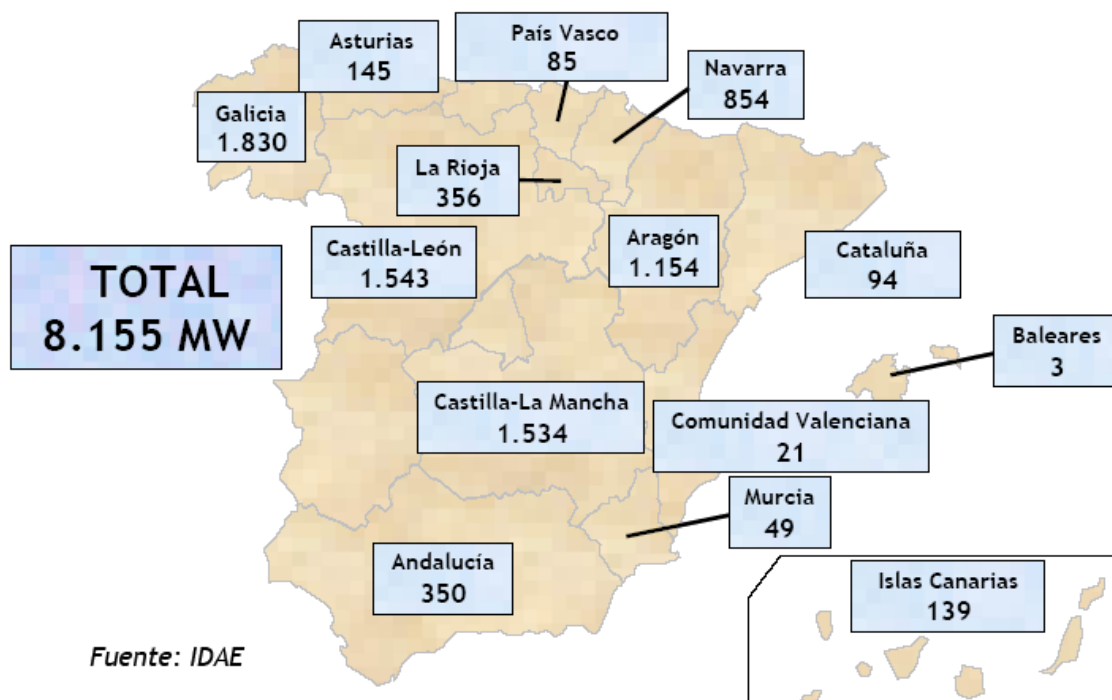 Asturias
145
País Vasco
85
Navarra
854
Galicia
1.830
La Rioja
356
Castilla-León
1.543
Aragón
1.154
Cataluña
94
TOTAL
8.155 MW
Baleares
3
Castilla-La Mancha
1.534
Comunidad Valenciana
21
Murcia
49
Andalucía
350
Islas Canarias
139
Fuente: IDAE